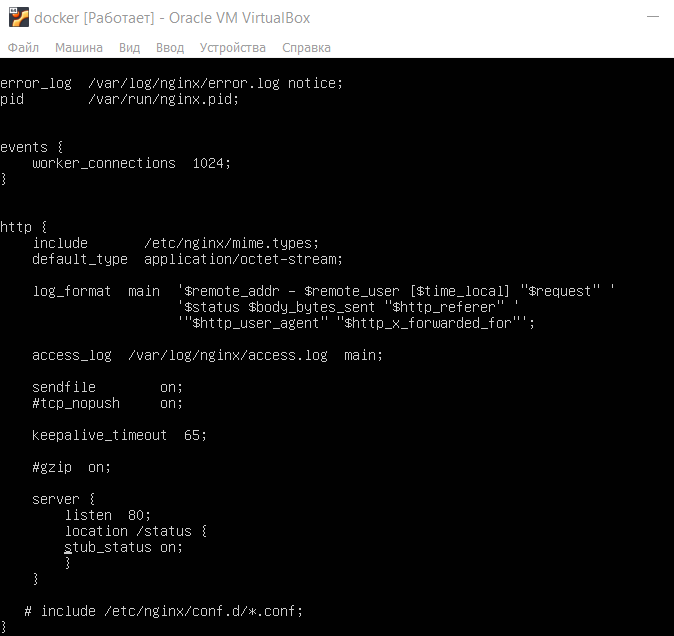 docker [Работает] - Oracle VM VirtualBox
Файл Машина Вид Ввод Устройства Справка
error_log  /var/log/nginx/error.log notice;
pid        /var/run/nginx.pid;
events {
    worker_connections  1024;
}
http {
    include       /etc/nginx/mime.types;
    default_type  application/octet-stream;
    log_format  main  '$remote_addr - $remote_user [$time_local] "$request" '
                      '$status $body_bytes_sent "$http_referer" '
                      '"$http_user_agent" "$http_x_forwarded_for"';
    access_log  /var/log/nginx/access.log  main;
    sendfile        on;
    #tcp_nopush     on;
    keepalive_timeout  65;
    #gzip  on;
    server {
        listen  80;
        location /status {
        stub_status on;
        }
    }
   # include /etc/nginx/conf.d/*.conf;
}